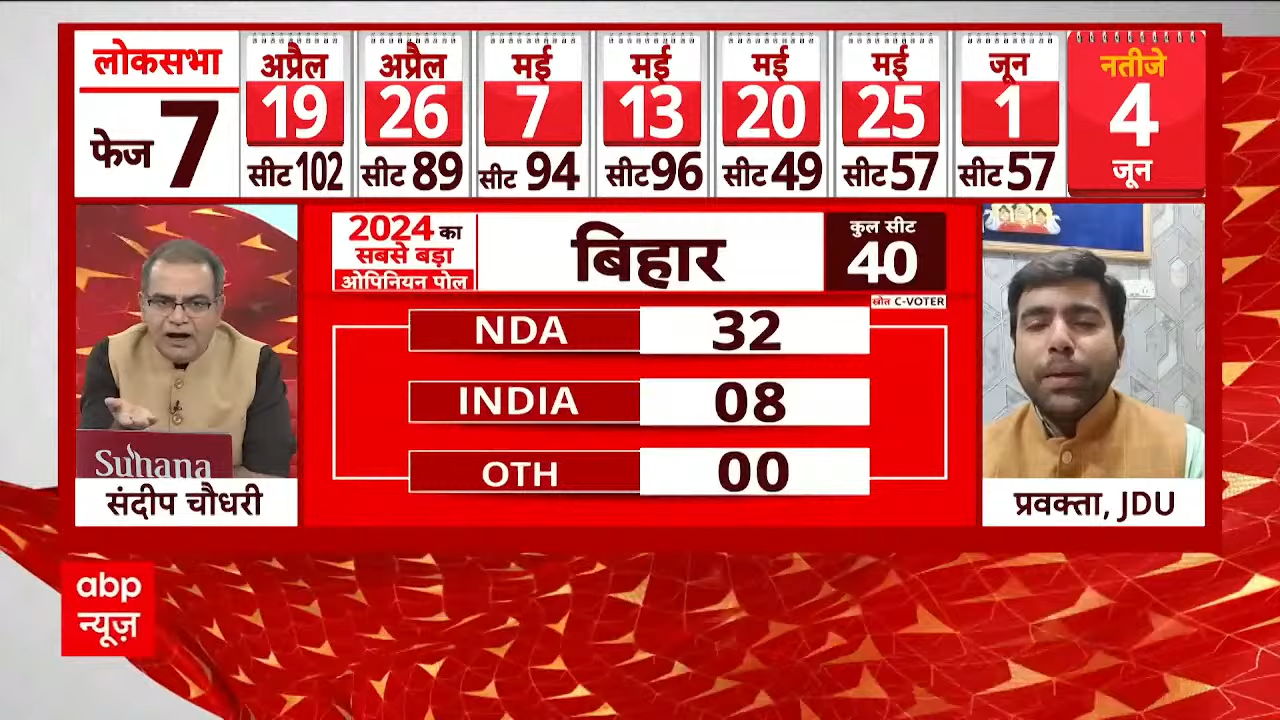 लोकसभा
फेज 7
अप्रैल
19
सीट 102
अप्रैल
26
सीट 89
मई
7
सीट 94
मई
13
सीट 96
मई
20
सीट 49
मई
25
सीट 57
जून
1
सीट 57
नतीजे
4
जून
2024 का
सबसे बड़ा
ओपिनियन पोल
बिहार
कुल सीट
40
स्रोत C-VOTER
NDA 32
INDIA 08
OTH 00
Suhana
संदीप चौधरी
प्रवक्ता, JDU
abp
न्यूज़